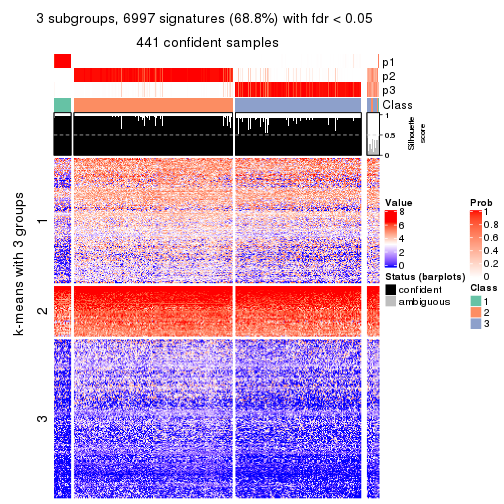 3 subgroups, 6997 signatures (68.8%) with fdr < 0.05
441 confident samples
p1
p2
p3
Class
1
0.5
0
Silhouette
score
k-means with 3 groups
1
2
3
Value
8
6
4
2
0
Status (barplots)
confident
ambiguous
Prob
1
0.8
0.6
0.4
0.2
0
Class
1
2
3